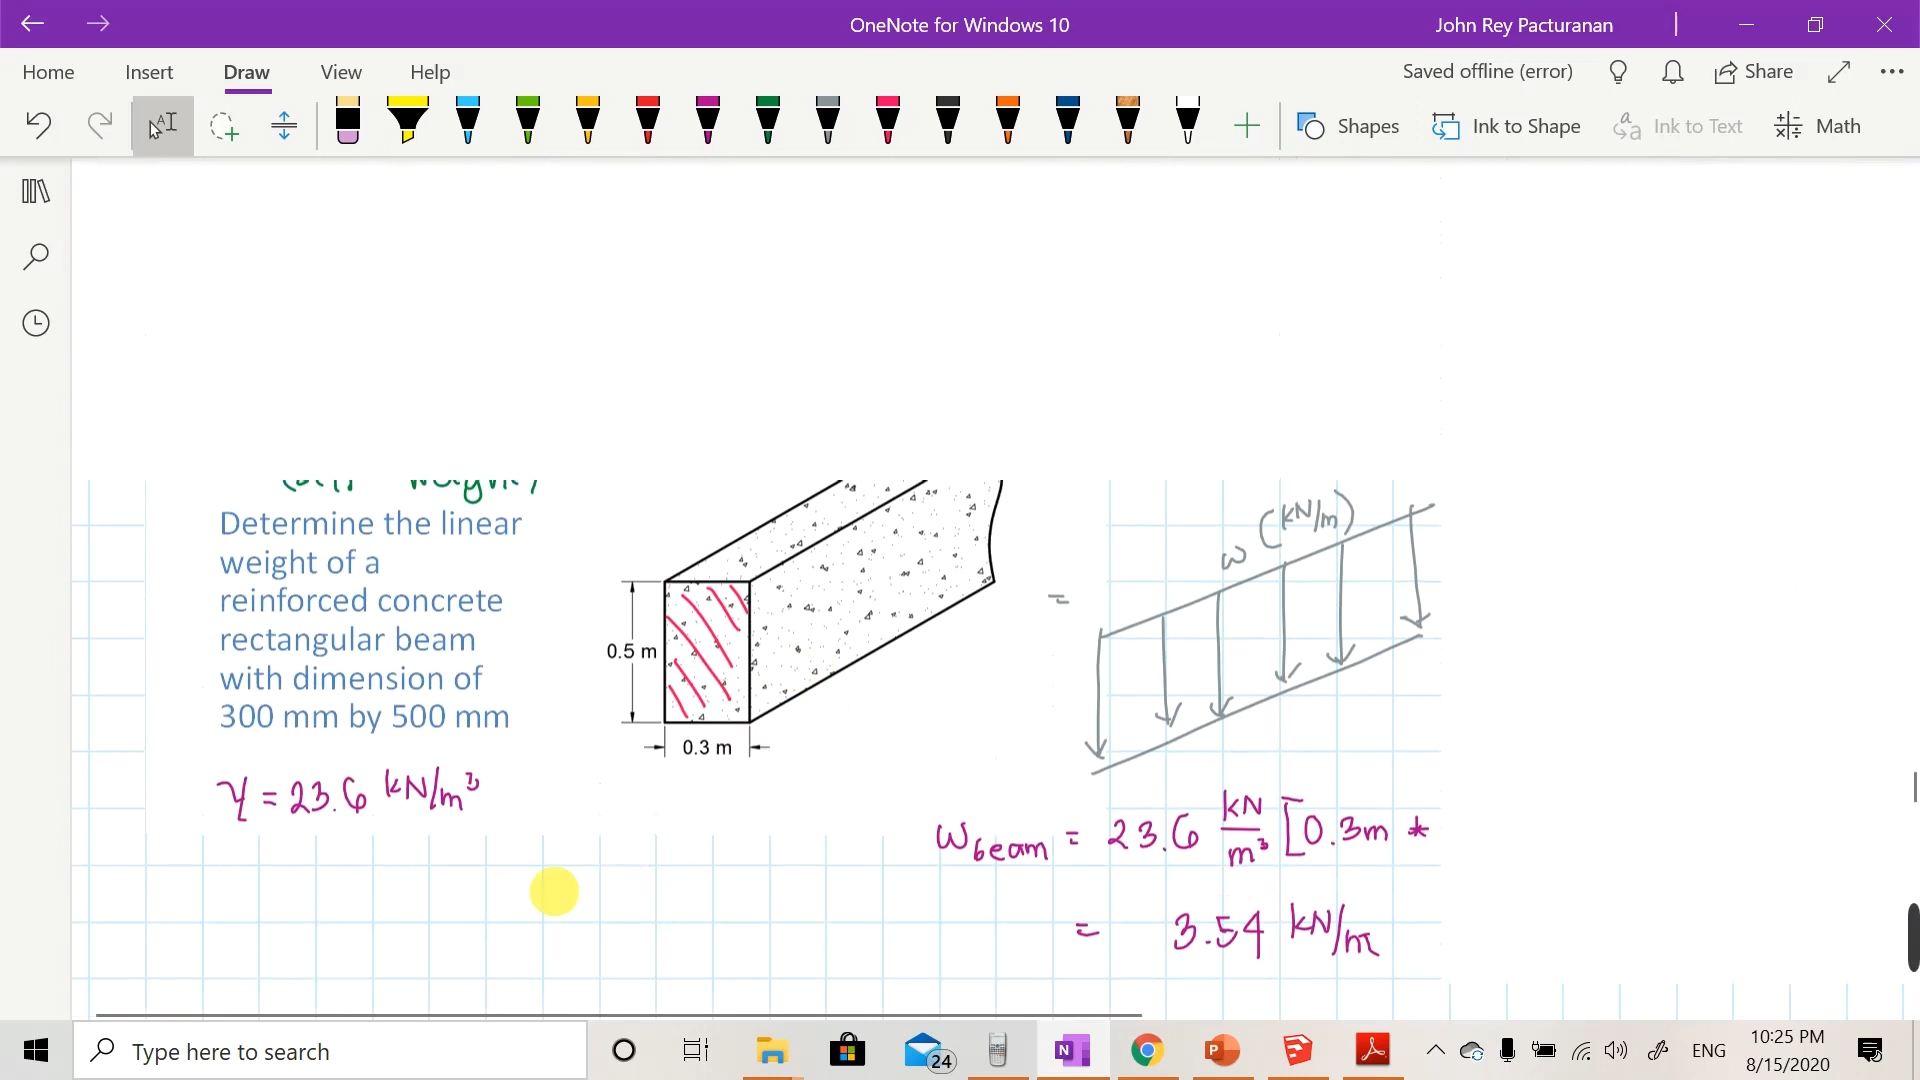 OneNote for Windows 10
John Rey Pacturanan
Home Insert Draw View Help
Saved offline (error)
Share
Shapes
Ink to Shape
Ink to Text
Math
Determine the linear
weight of a
reinforced concrete
rectangular beam
with dimension of
300 mm by 500 mm
γ = 23.6 kN/m³
0.5 m
0.3 m
=
ω (kN/m)
ω beam = 23.6 kN/m³ [0.3m *
= 3.54 kN/m
Type here to search
24
ENG
10:25 PM
8/15/2020